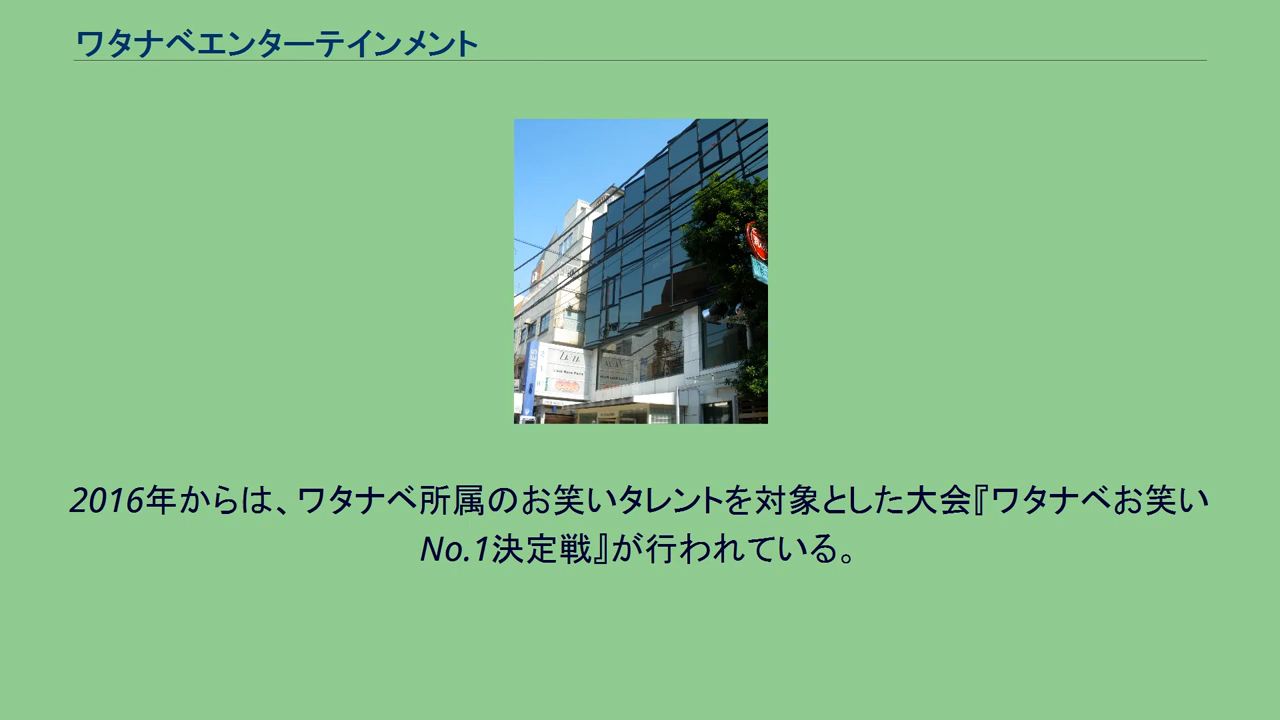 ワタナベエンターテインメント
2016年からは、ワタナベ所属のお笑いタレントを対象とした大会『ワタナベお笑い
No.1決定戦』が行われている。